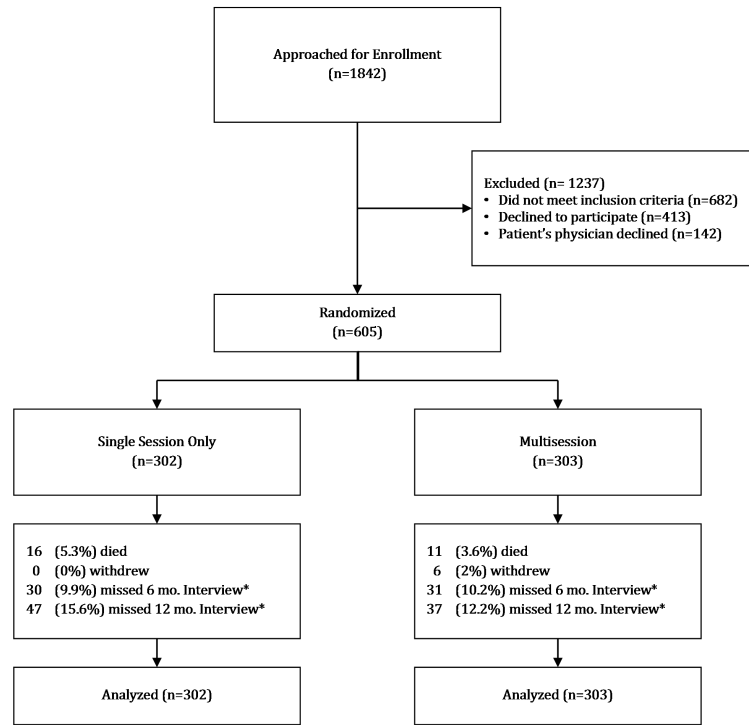 Approached for Enrollment
(n=1842)
Excluded (n= 1237)
• Did not meet inclusion criteria (n=682)
• Declined to participate (n=413)
• Patient's physician declined (n=142)
Randomized
(n=605)
Single Session Only
(n=302)
Multisession
(n=303)
16 (5.3%) died
0 (0%) withdrew
30 (9.9%) missed 6 mo. Interview*
47 (15.6%) missed 12 mo. Interview*
11 (3.6%) died
6 (2%) withdrew
31 (10.2%) missed 6 mo. Interview*
37 (12.2%) missed 12 mo. Interview*
Analyzed (n=302)
Analyzed (n=303)